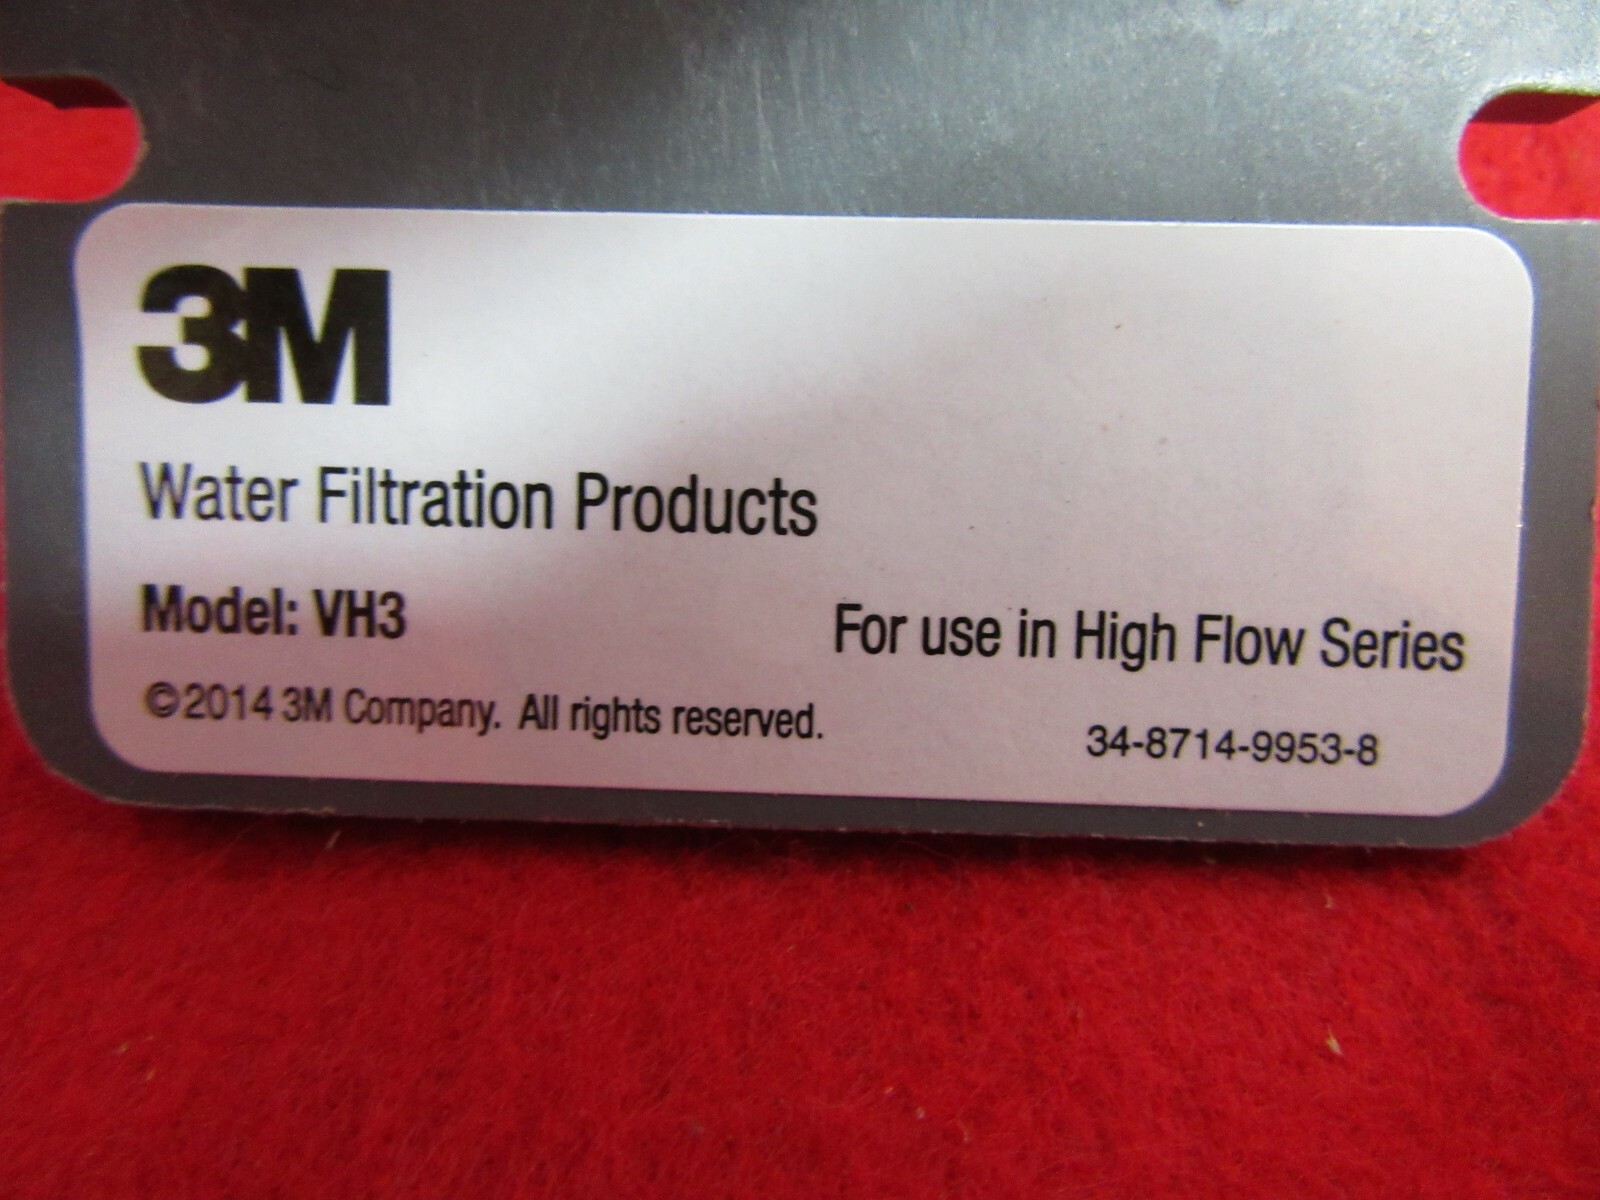 3M
Water Filtration Products
Model: VH3
For use in High Flow Series
©2014 3M Company. All rights reserved.
34-8714-9953-8